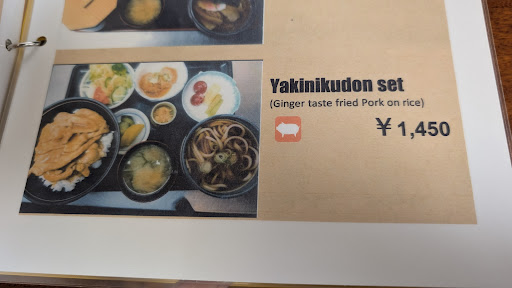 Yakinikudon set
(Ginger taste fried Pork on rice)
￥1,450